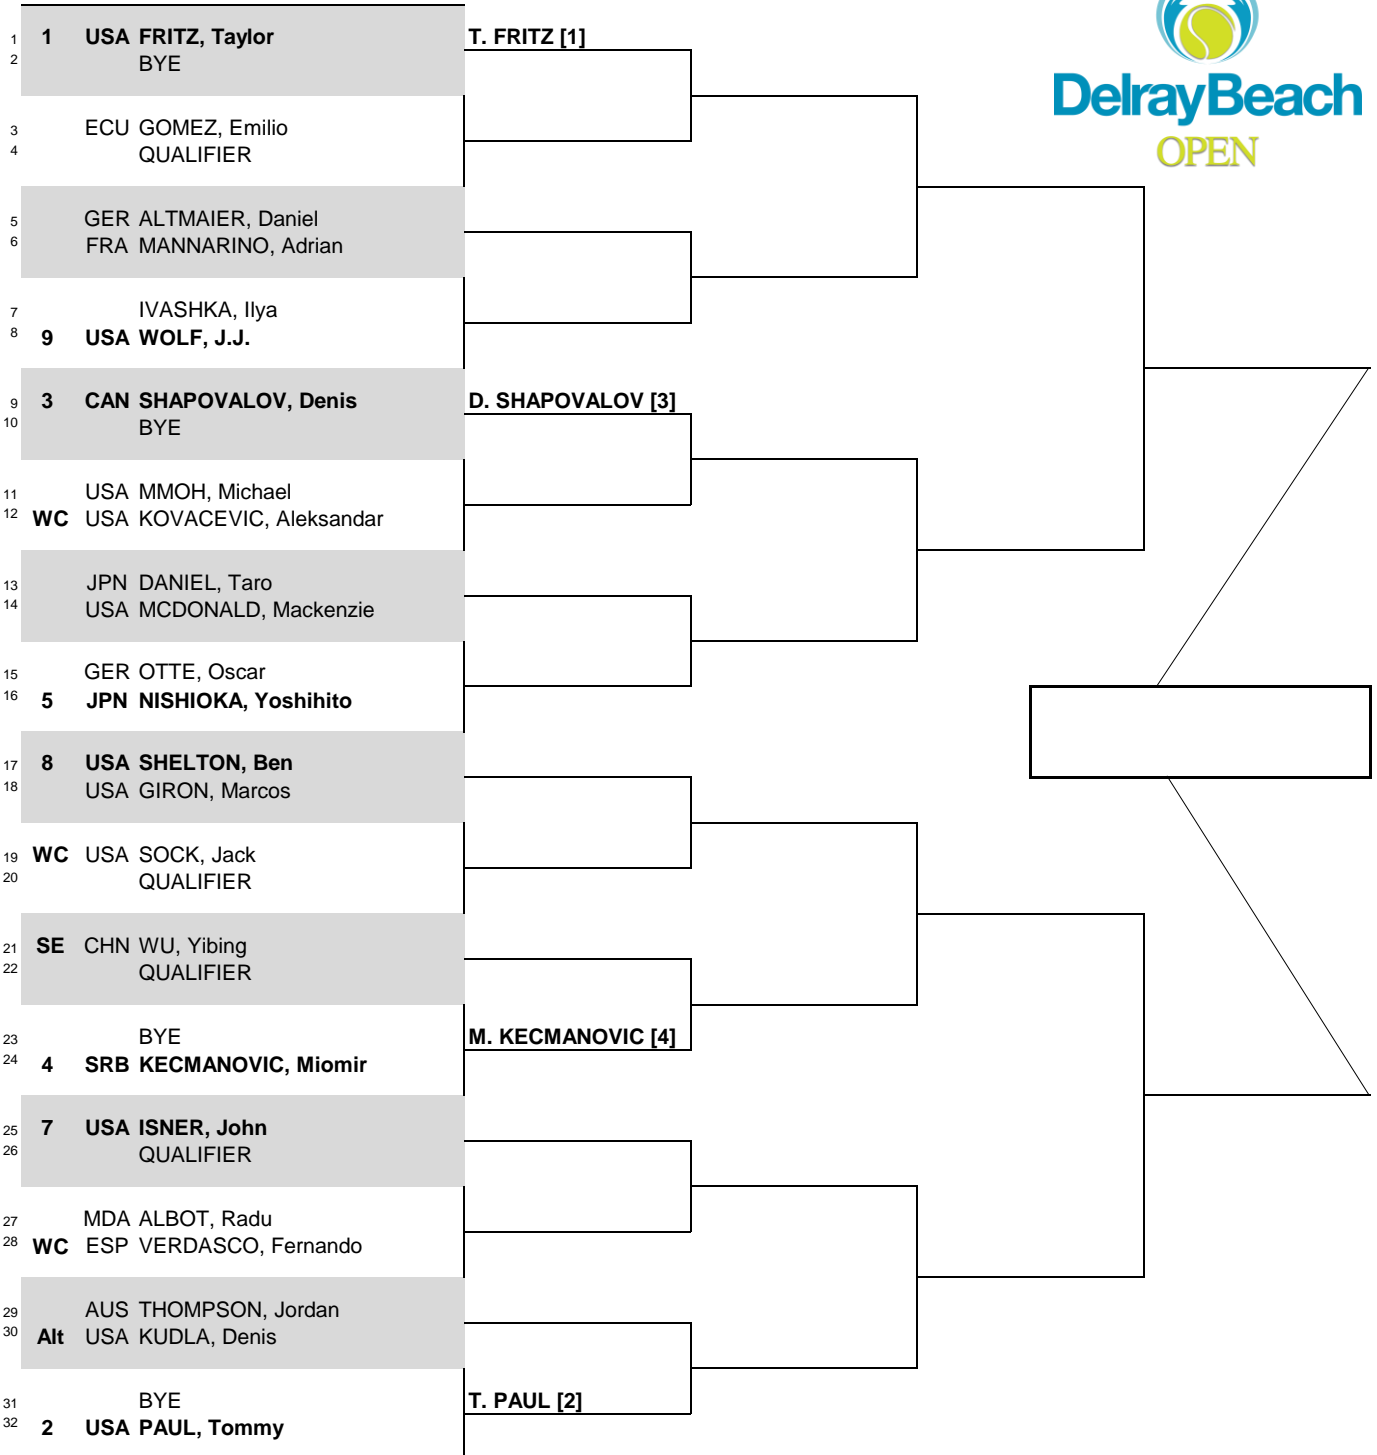 1 1 USA FRITZ, Taylor T. FRITZ [1]
2 BYE
DelrayBeach
OPEN
3 ECU GOMEZ, Emilio
4 QUALIFIER
5 GER ALTMAIER, Daniel
6 FRA MANNARINO, Adrian
7 IVASHKA, Ilya
8 9 USA WOLF, J.J.
9 3 CAN SHAPOVALOV, Denis D. SHAPOVALOV [3]
10 BYE
11 USA MMOH, Michael
12 WC USA KOVACEVIC, Aleksandar
13 JPN DANIEL, Taro
14 USA MCDONALD, Mackenzie
15 GER OTTE, Oscar
16 5 JPN NISHIOKA, Yoshihito
17 8 USA SHELTON, Ben
18 USA GIRON, Marcos
19 WC USA SOCK, Jack
20 QUALIFIER
21 SE CHN WU, Yibing
22 QUALIFIER
23 BYE M. KECMANOVIC [4]
24 4 SRB KECMANOVIC, Miomir
25 7 USA ISNER, John
26 QUALIFIER
27 MDA ALBOT, Radu
28 WC ESP VERDASCO, Fernando
29 AUS THOMPSON, Jordan
30 Alt USA KUDLA, Denis
31 BYE T. PAUL [2]
32 2 USA PAUL, Tommy